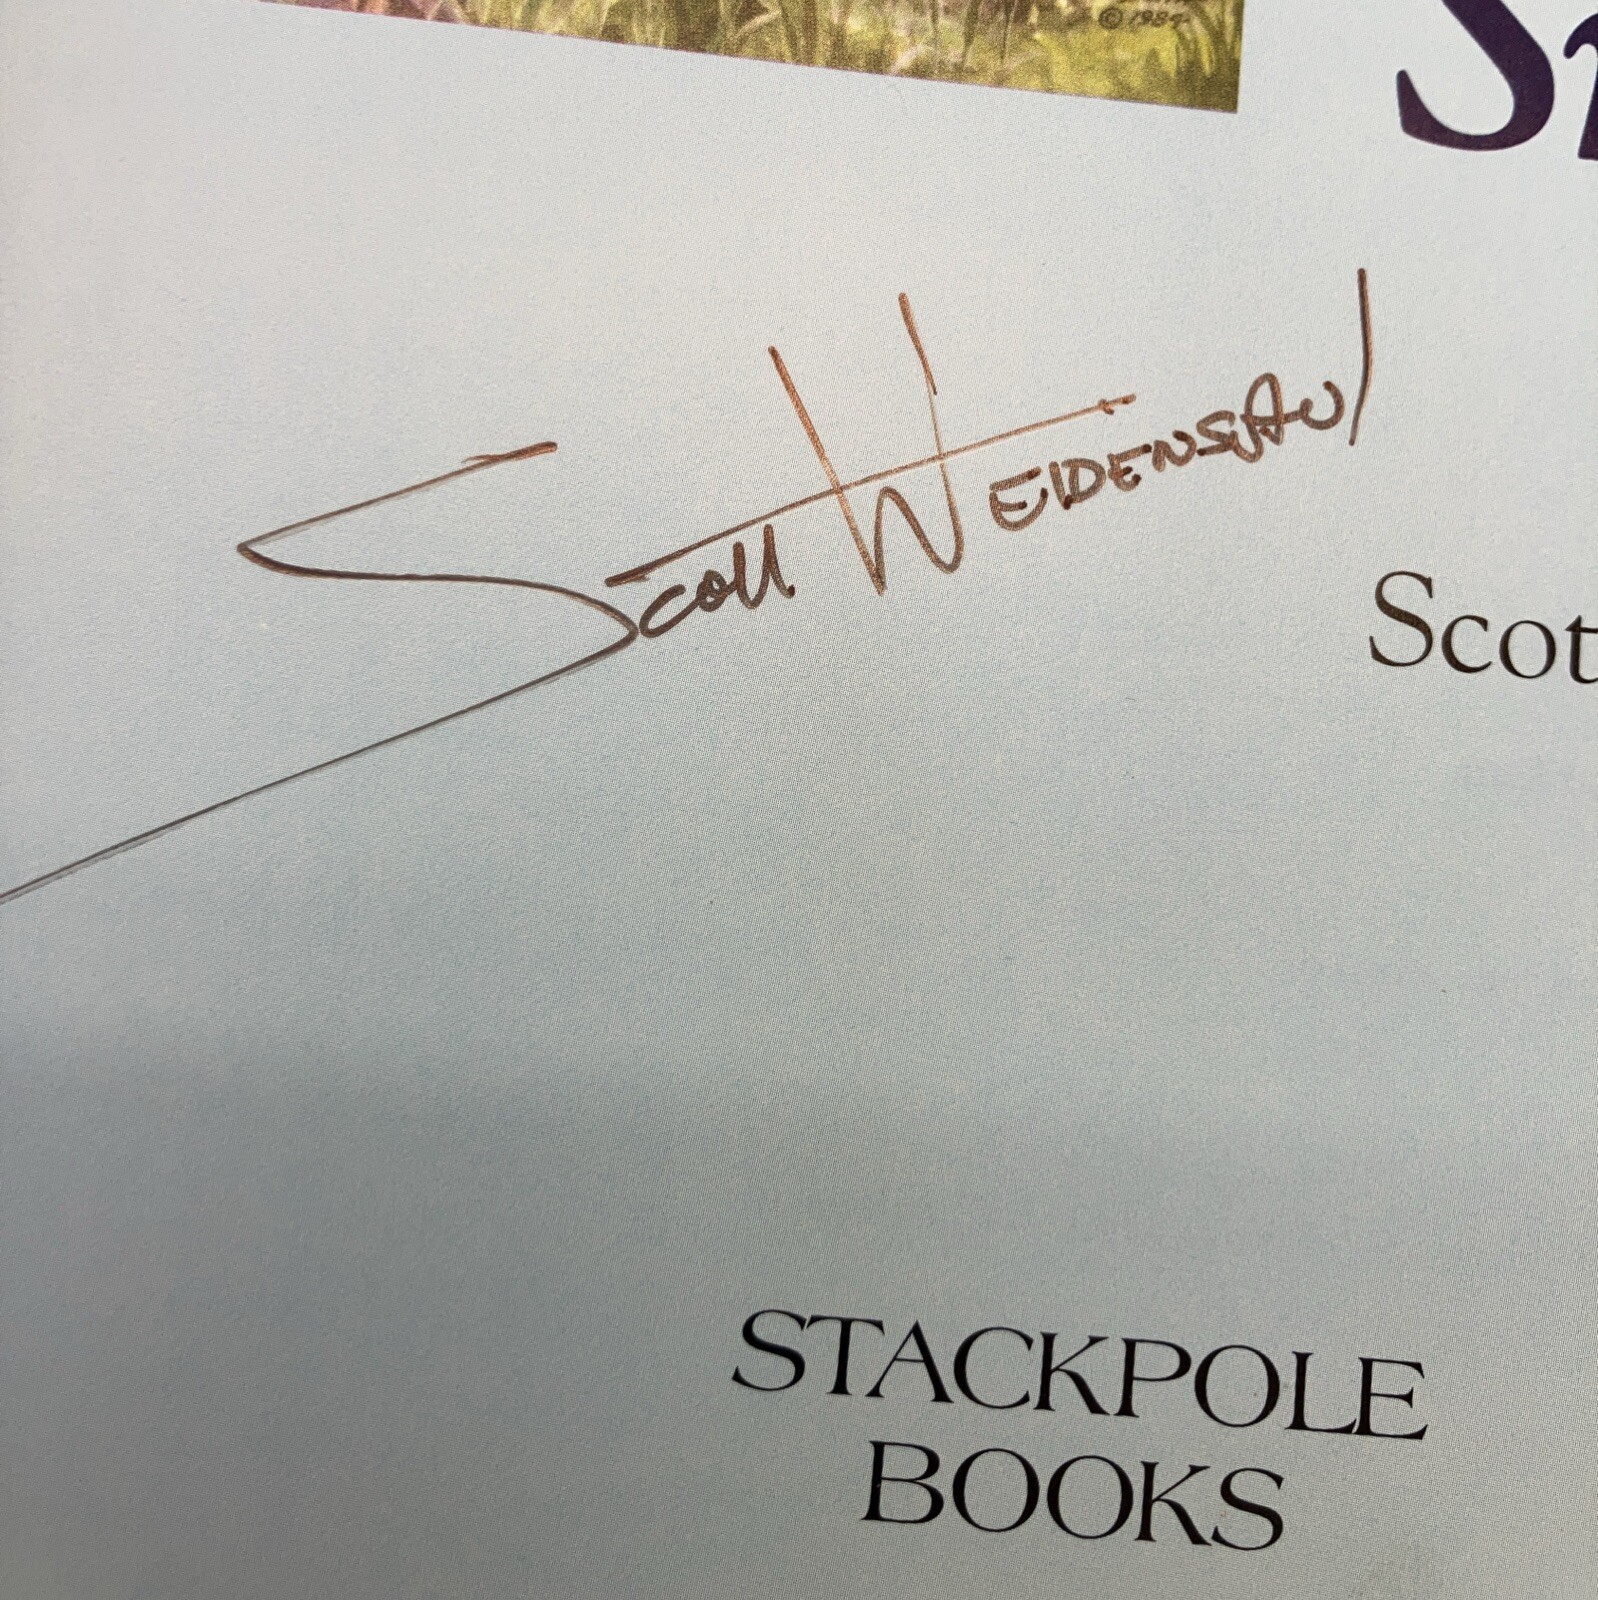 © 1984
S
Scott Weidensaul
Scot
STACKPOLE
BOOKS